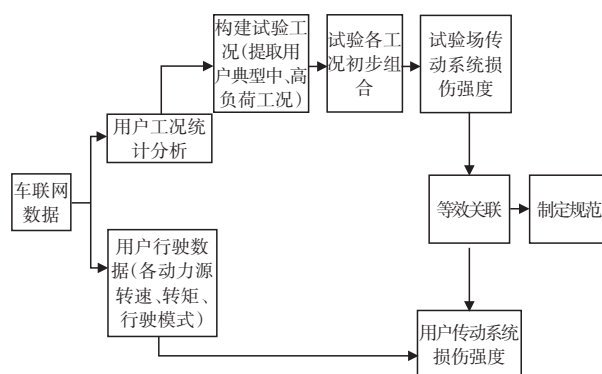 车联网
数据
用户工况统
计分析
构建试验工
况(提取用
户典型中、高
负荷工况)
试验各工
况初步组
合
试验场传
动系统损
伤强度
等效关联
制定规范
用户行驶数
据(各动力源
转速、转矩、
行驶模式)
用户传动系统
损伤强度